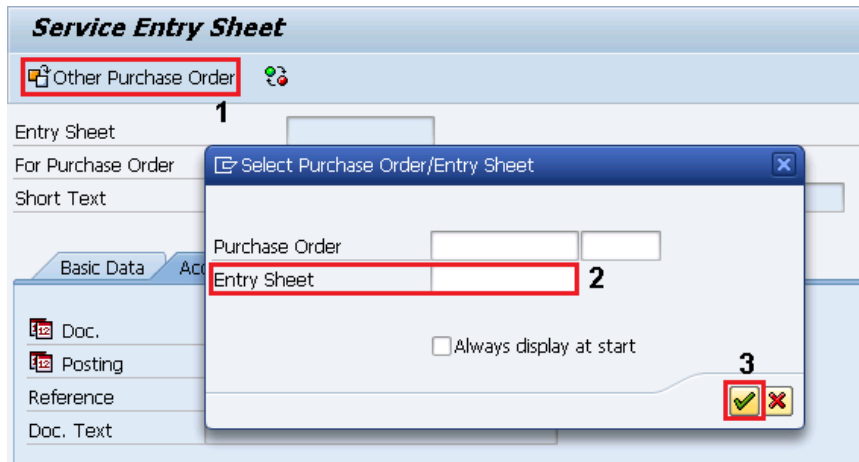 Service Entry Sheet
Other Purchase Order
1
Entry Sheet
For Purchase Order
Short Text
Select Purchase Order/Entry Sheet
Purchase Order
Entry Sheet
2
Always display at start
3
Basic Data
Acc
Doc.
Posting
Reference
Doc. Text